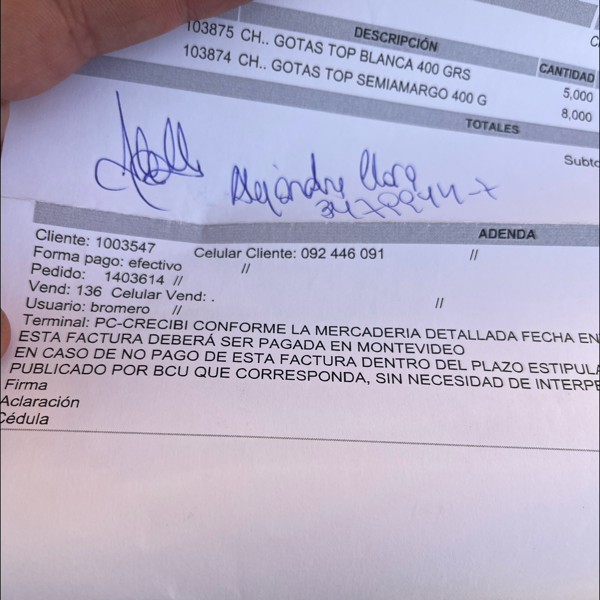 DESCRIPCIÓN
CANTIDAD
103875 CH.. GOTAS TOP BLANCA 400 GRS 5,000
103874 CH.. GOTAS TOP SEMIAMARGO 400 G 8,000
TOTALES
Subto
ADENDA
Cliente: 1003547 Celular Cliente: 092 446 091 //
Forma pago: efectivo //
Pedido: 1403614 //
Vend: 136 Celular Vend: . //
Usuario: bromero //
Terminal: PC-CRECIBI CONFORME LA MERCADERIA DETALLADA FECHA EN
ESTA FACTURA DEBERÁ SER PAGADA EN MONTEVIDEO
EN CASO DE NO PAGO DE ESTA FACTURA DENTRO DEL PLAZO ESTIPULA
PUBLICADO POR BCU QUE CORRESPONDA, SIN NECESIDAD DE INTERPE
Firma
Aclaración
Cédula